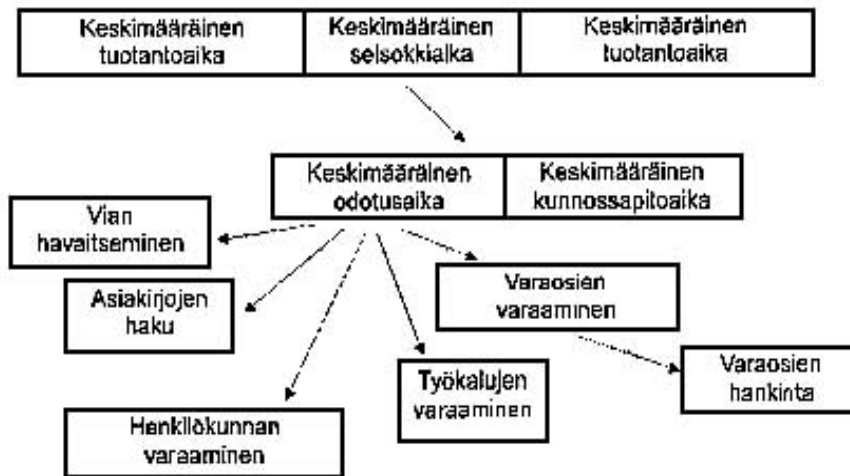 Keskimääräinen
tuotantoaika
Keskimääräinen
seisokkiaika
Keskimääräinen
tuotantoaika
Keskimääräinen
odotusaika
Keskimääräinen
kunnossapitoaika
Vian
havaitseminen
Varaosien
varaaminen
Asiakirjojen
haku
Varaosien
hankinta
Työkalujen
varaaminen
Henkilökunnan
varaaminen